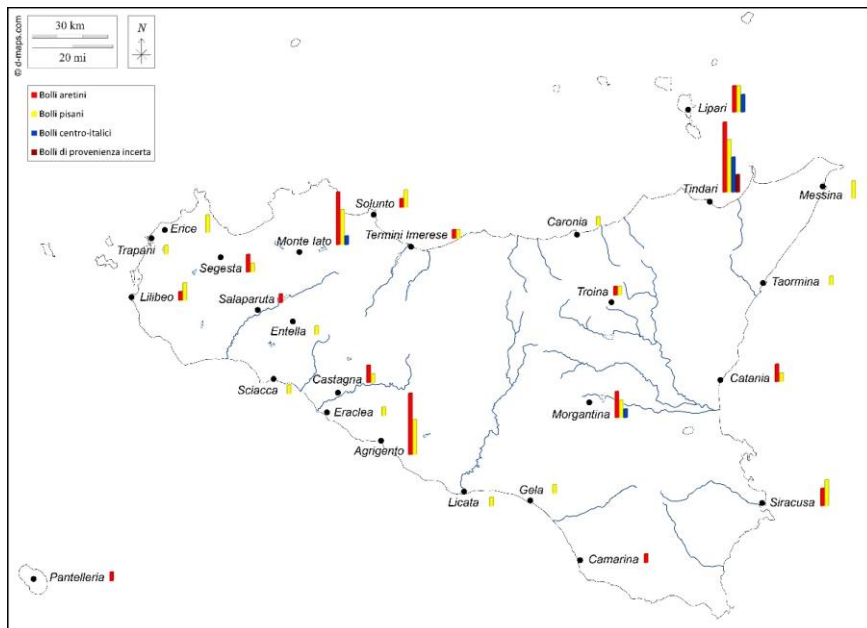 © d-maps.com
30 km
20 mi
N
Bolli aretini
Bolli pisani
Bolli centro-italici
Bolli di provenienza incerta
Lipari
Tindari
Messina
Solunto
Erice
Caronia
Trapani
Monte Iato
Termini Imerese
Segesta
Taormina
Lilibeo
Salaparuta
Troina
Entella
Sciacca
Castagna
Catania
Eraclea
Morgantina
Agrigento
Licata
Gela
Siracusa
Camarina
Pantelleria